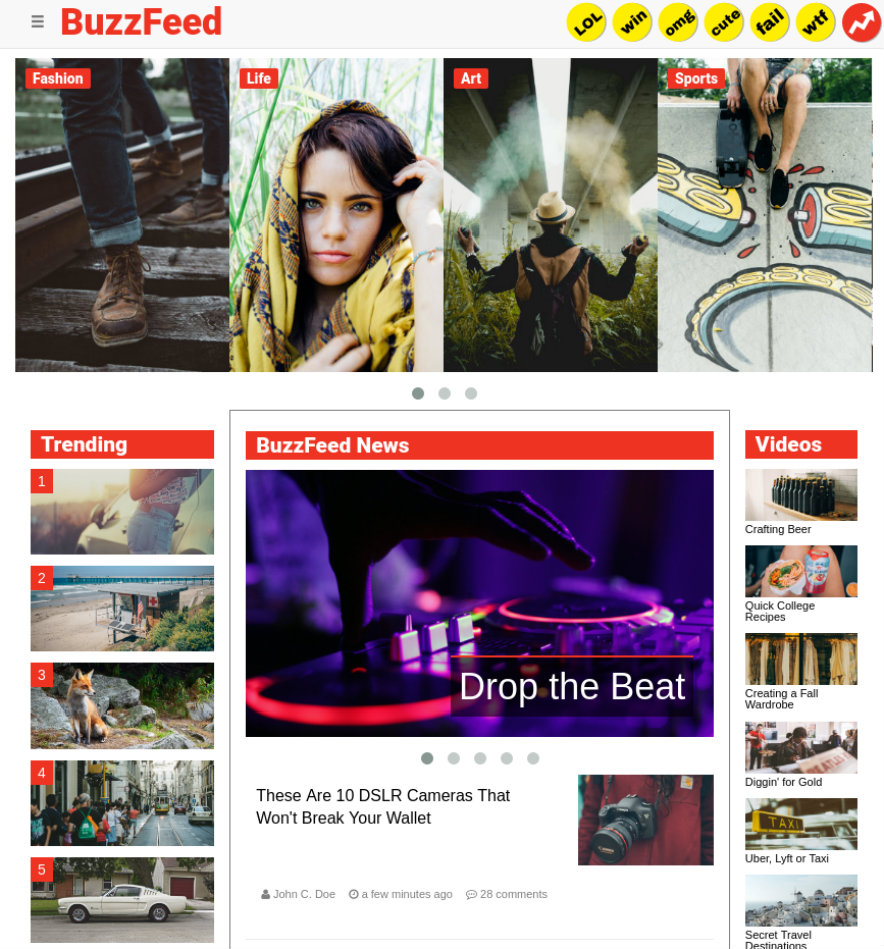 BuzzFeed
LOL
win
omg
cute
fail
wtf
Fashion
Life
Art
Sports
Trending
1
2
3
4
5
BuzzFeed News
Drop the Beat
These Are 10 DSLR Cameras That
Won't Break Your Wallet
John C. Doe
a few minutes ago
28 comments
Videos
Crafting Beer
Quick College
Recipes
Creating a Fall
Wardrobe
Diggin' for Gold
TAXI
Uber, Lyft or Taxi
Secret Travel
Destinations